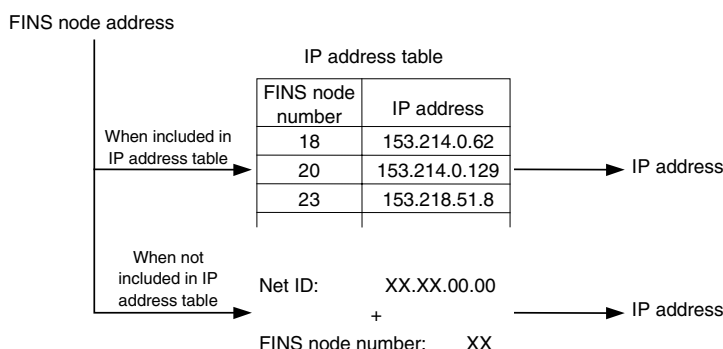 FINS node address
IP address table
FINS node
number
IP address
18
153.214.0.62
20
153.214.0.129
23
153.218.51.8
When included in
IP address table
IP address
When not
included in IP
address table
Net ID: XX.XX.00.00
+
FINS node number: XX
IP address